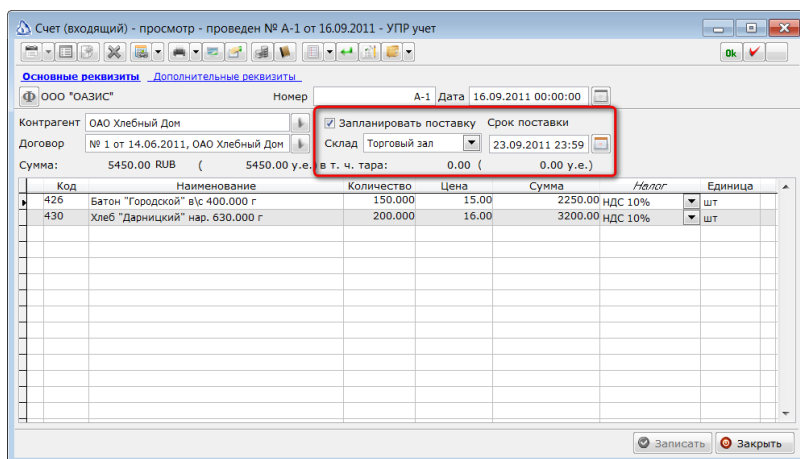 Счет (входящий) - просмотр - проведен № А-1 от 16.09.2011 - УПР учет
Ok
Основные реквизиты Дополнительные реквизиты
Ф ООО "ОАЗИС" Номер А-1 Дата 16.09.2011 00:00:00
Контрагент ОАО Хлебный Дом Запланировать поставку Срок поставки
Договор № 1 от 14.06.2011, ОАО Хлебный Дом Склад Торговый зал 23.09.2011 23:59
Сумма: 5450.00 RUB ( 5450.00 у.е.) в т. ч. тара: 0.00 ( 0.00 у.е.)
Код Наименование Количество Цена Сумма Налог Единица
426 Батон "Городской" в\с 400.000 г 150.000 15.00 2250.00 НДС 10% шт
430 Хлеб "Дарницкий" нар. 630.000 г 200.000 16.00 3200.00 НДС 10% шт
Записать Закрыть